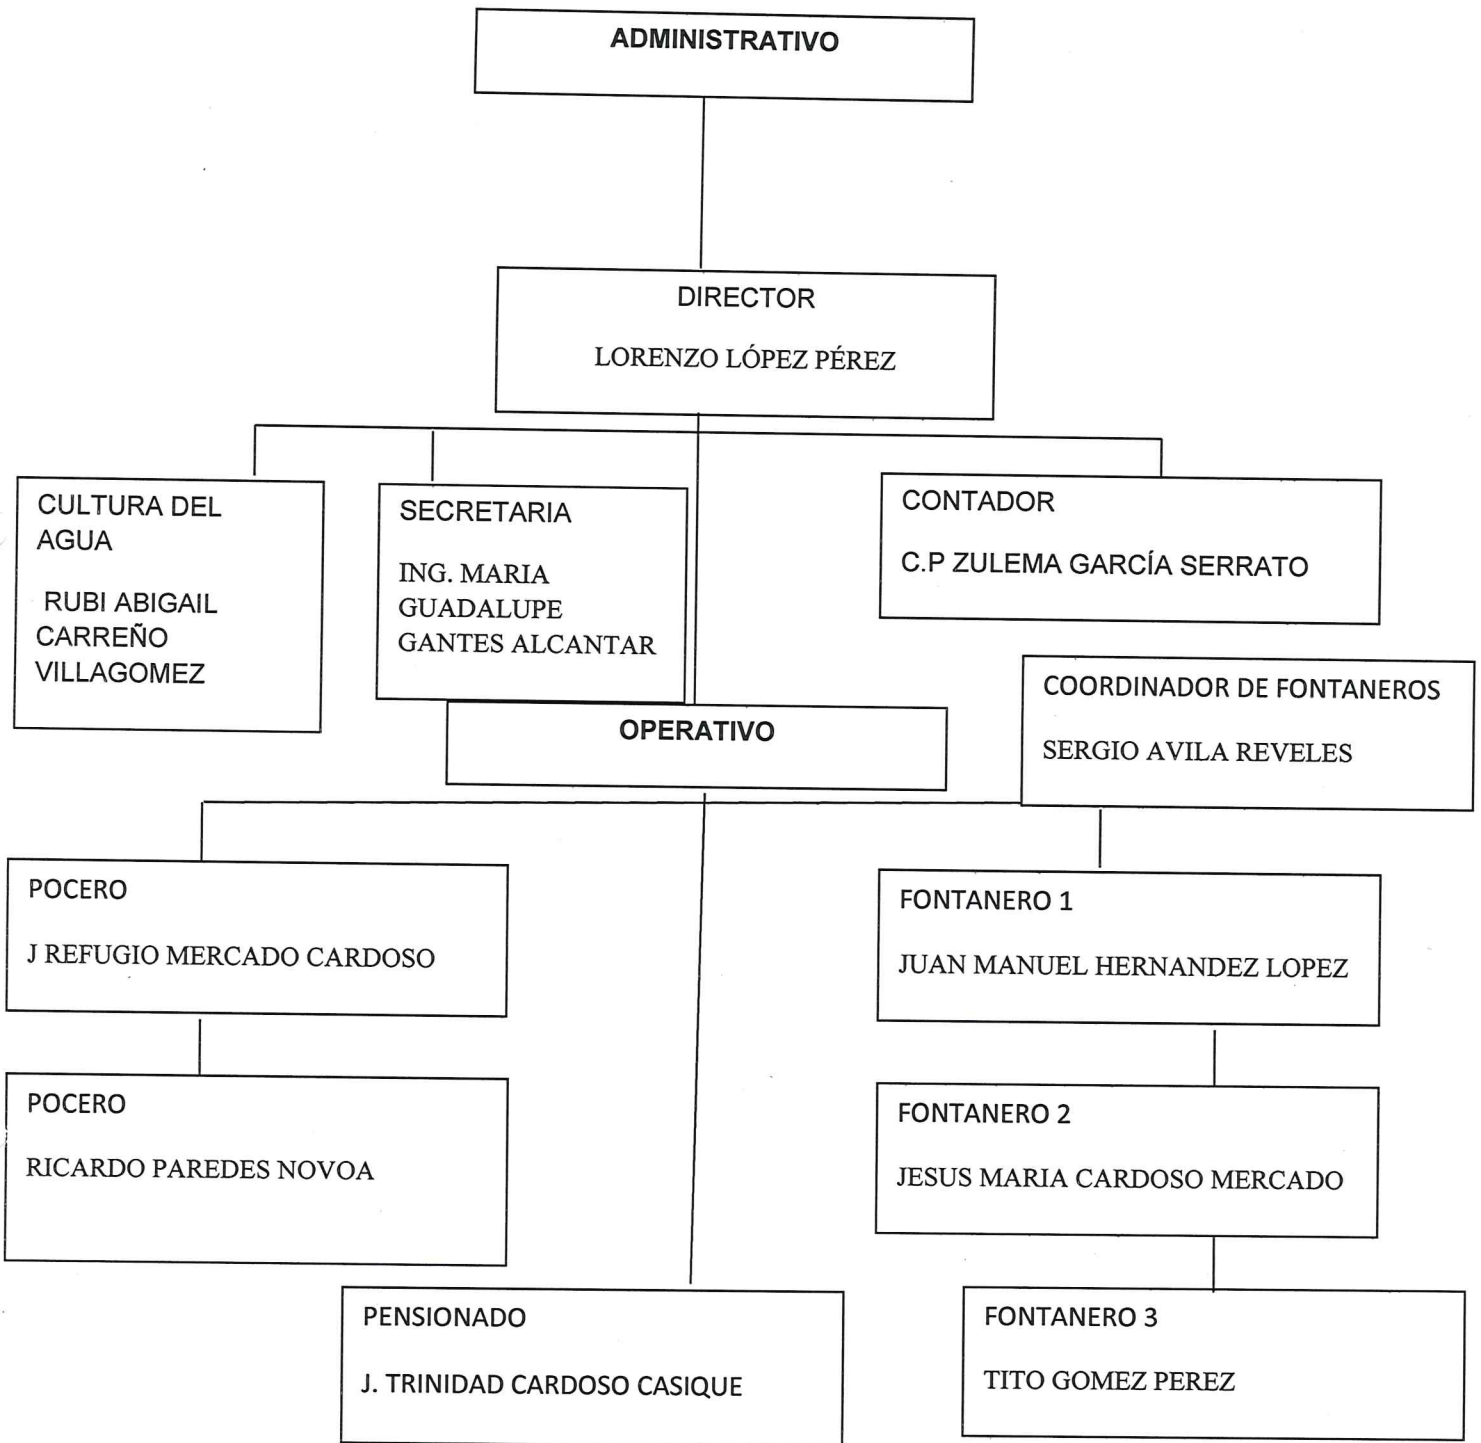 ADMINISTRATIVO
DIRECTOR
LORENZO LÓPEZ PÉREZ
CULTURA DEL
AGUA
RUBI ABIGAIL
CARREÑO
VILLAGOMEZ
SECRETARIA
ING. MARIA
GUADALUPE
GANTES ALCANTAR
CONTADOR
C.P ZULEMA GARCÍA SERRATO
COORDINADOR DE FONTANEROS
SERGIO AVILA REVELES
OPERATIVO
POCERO
J REFUGIO MERCADO CARDOSO
FONTANERO 1
JUAN MANUEL HERNANDEZ LOPEZ
POCERO
RICARDO PAREDES NOVOA
FONTANERO 2
JESUS MARIA CARDOSO MERCADO
PENSIONADO
J. TRINIDAD CARDOSO CASIQUE
FONTANERO 3
TITO GOMEZ PEREZ